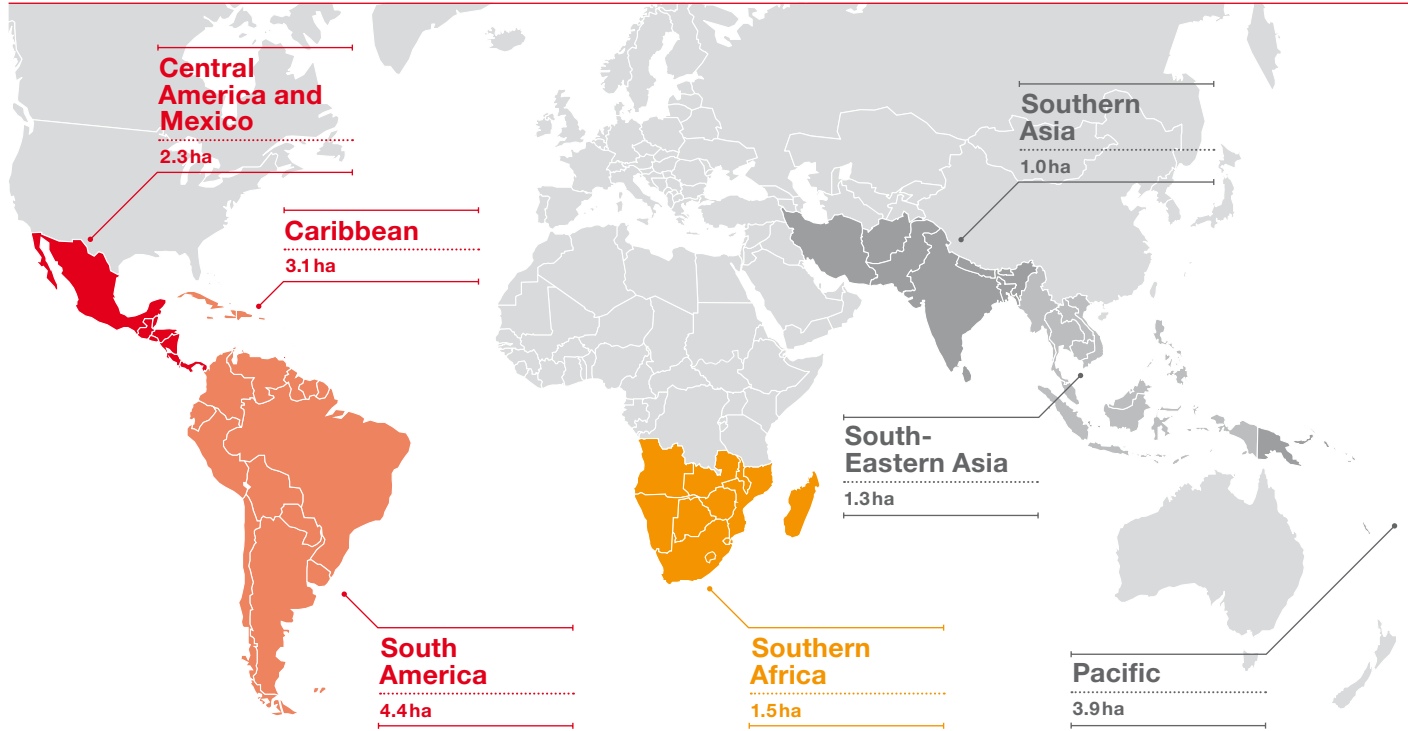 Central
America and
Mexico
2.3 ha
Caribbean
3.1 ha
Southern
Asia
1.0 ha
South-
Eastern Asia
1.3 ha
South
America
4.4 ha
Southern
Africa
1.5 ha
Pacific
3.9 ha